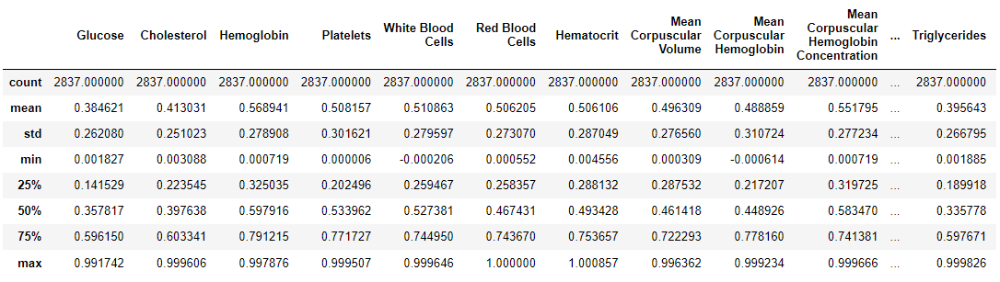 Glucose Cholesterol Hemoglobin Platelets White Blood Cells Red Blood Cells Hematocrit Mean Corpuscular Volume Mean Corpuscular Hemoglobin Mean Corpuscular Hemoglobin Concentration ... Triglycerides
count 2837.000000 2837.000000 2837.000000 2837.000000 2837.000000 2837.000000 2837.000000 2837.000000 2837.000000 2837.000000 ... 2837.000000
mean 0.384621 0.413031 0.568941 0.508157 0.510863 0.506205 0.506106 0.496309 0.488859 0.551795 ... 0.395643
std 0.262080 0.251023 0.278908 0.301621 0.279597 0.273070 0.287049 0.276560 0.310724 0.277234 ... 0.266795
min 0.001827 0.003088 0.000719 0.000006 -0.000206 0.000552 0.004556 0.000309 -0.000614 0.000719 ... 0.001885
25% 0.141529 0.223545 0.325035 0.202496 0.259467 0.258357 0.288132 0.287532 0.217207 0.319725 ... 0.189918
50% 0.357817 0.397638 0.597916 0.533962 0.527381 0.467431 0.493428 0.461418 0.448926 0.583470 ... 0.335778
75% 0.596150 0.603341 0.791215 0.771727 0.744950 0.743670 0.753657 0.722293 0.778160 0.741381 ... 0.597671
max 0.991742 0.999606 0.997876 0.999507 0.999646 1.000000 1.000857 0.996362 0.999234 0.999666 ... 0.999826